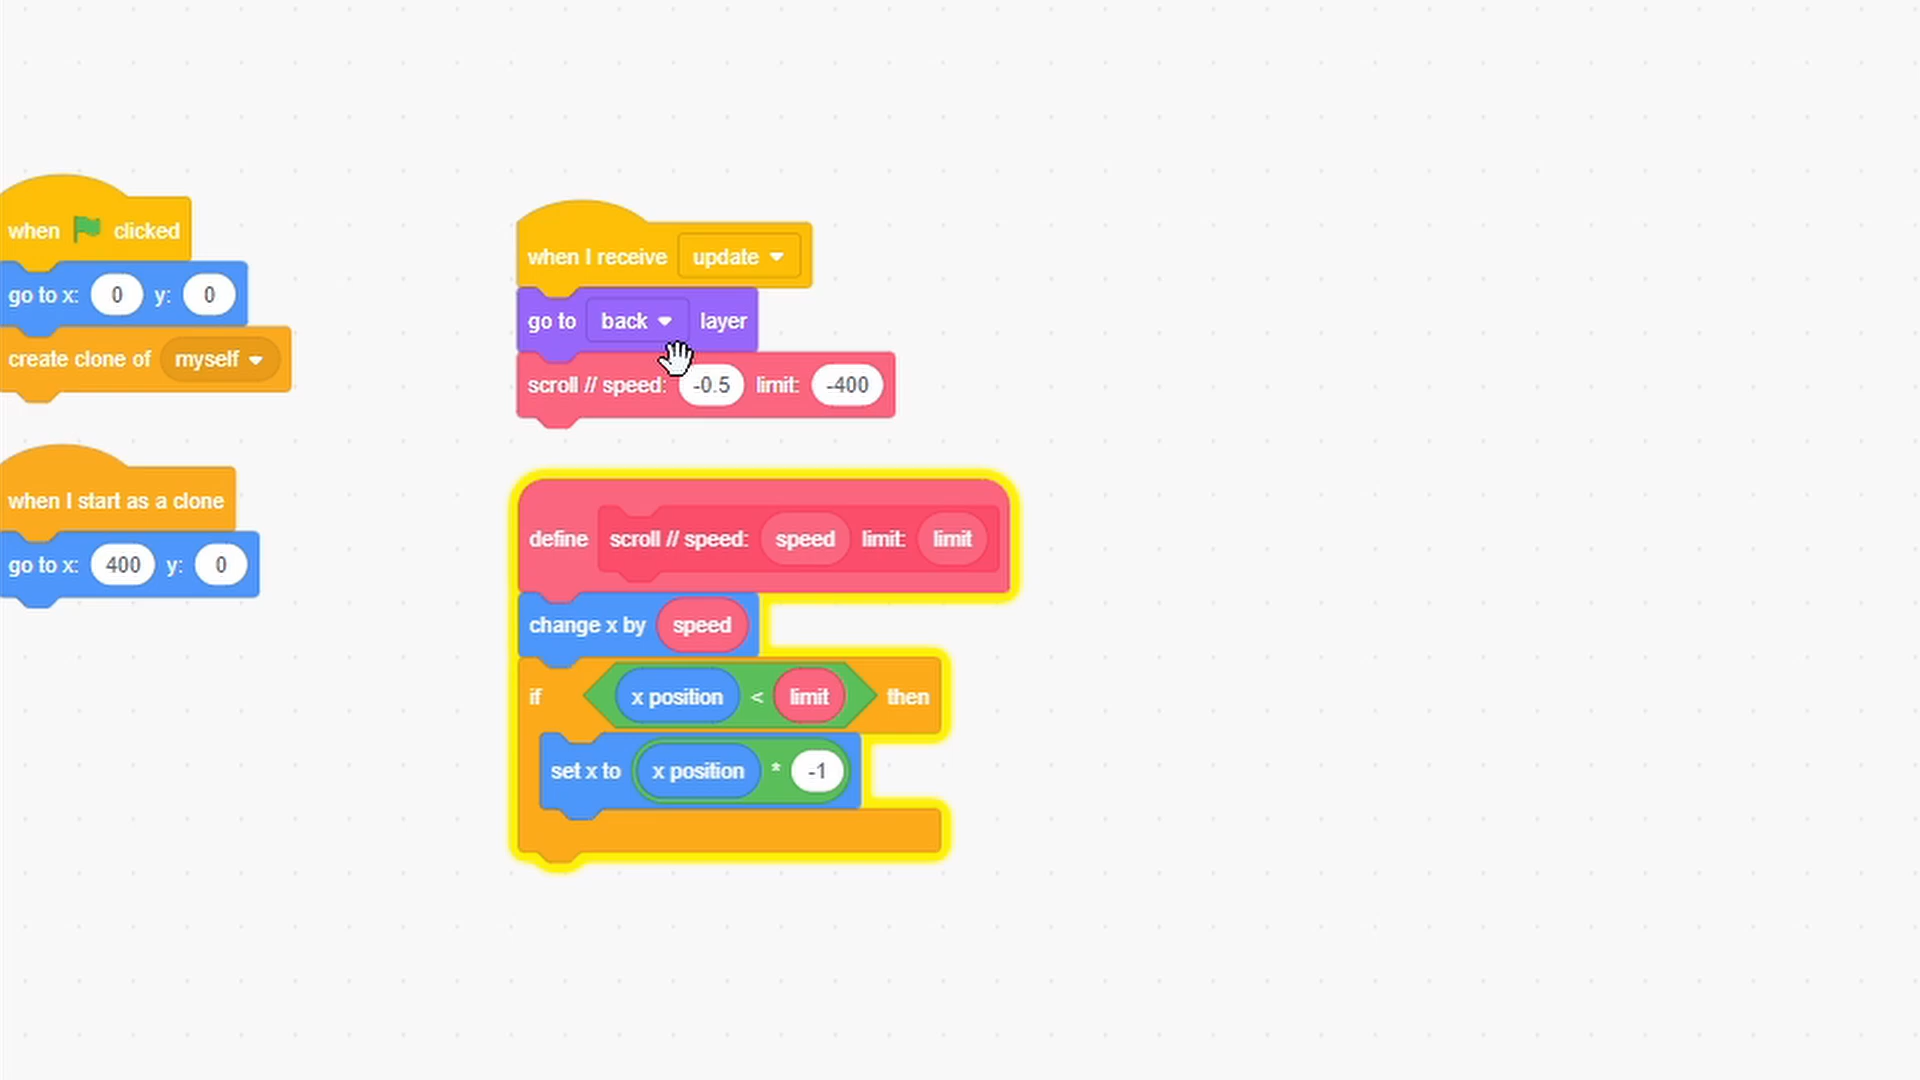 when clicked
go to x: 0 y: 0
create clone of myself
when I start as a clone
go to x: 400 y: 0
when I receive update
go to back layer
scroll // speed: -0.5 limit: -400
define scroll // speed: speed limit: limit
change x by speed
if x position < limit then
set x to x position * -1